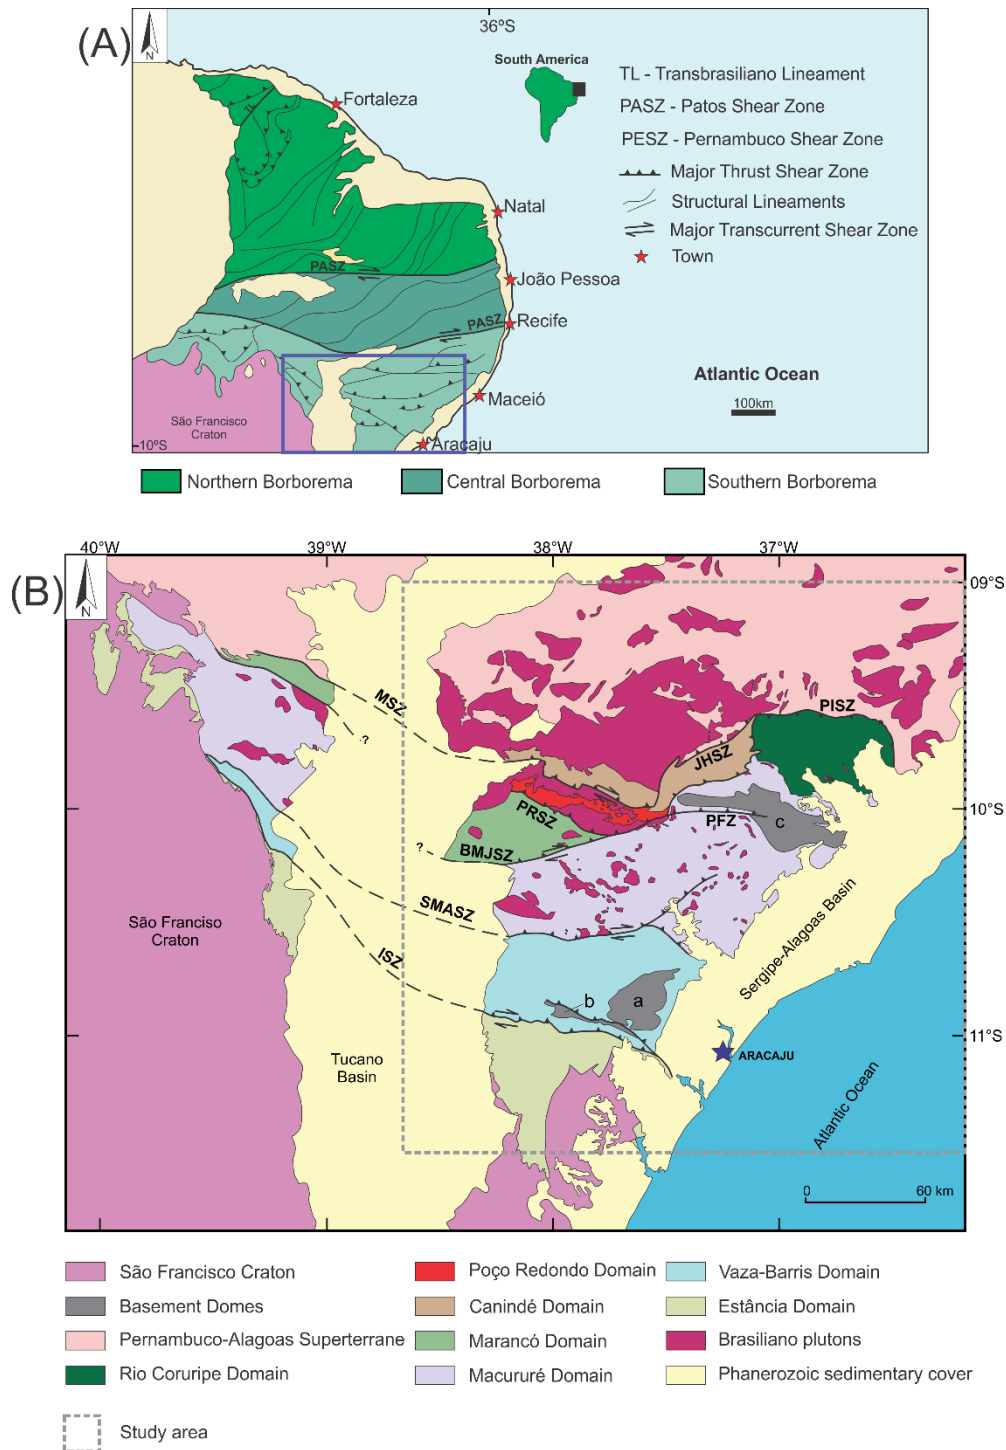 (A)
N
36°S
South America
TL - Transbrasiliano Lineament
PASZ - Patos Shear Zone
PESZ - Pernambuco Shear Zone
Major Thrust Shear Zone
Structural Lineaments
Major Transcurrent Shear Zone
Town
TL
Fortaleza
Natal
PASZ
João Pessoa
PASZ
Recife
Atlantic Ocean
100km
Maceió
São Francisco
Craton
10ºS
Aracaju
Northern Borborema
Central Borborema
Southern Borborema
(B)
N
40°W
39°W
38°W
37°W
09°S
MSZ
?
PISZ
JHSZ
10°S
PRSZ
PFZ
c
BMJSZ
?
SMASZ
ISZ
São Franciso
Craton
Sergipe-Alagoas Basin
b
a
11°S
Tucano
Basin
ARACAJU
Atlantic Ocean
0
60 km
São Francisco Craton
Poço Redondo Domain
Vaza-Barris Domain
Basement Domes
Canindé Domain
Estância Domain
Pernambuco-Alagoas Superterrane
Marancó Domain
Brasiliano plutons
Rio Coruripe Domain
Macururé Domain
Phanerozoic sedimentary cover
Study area